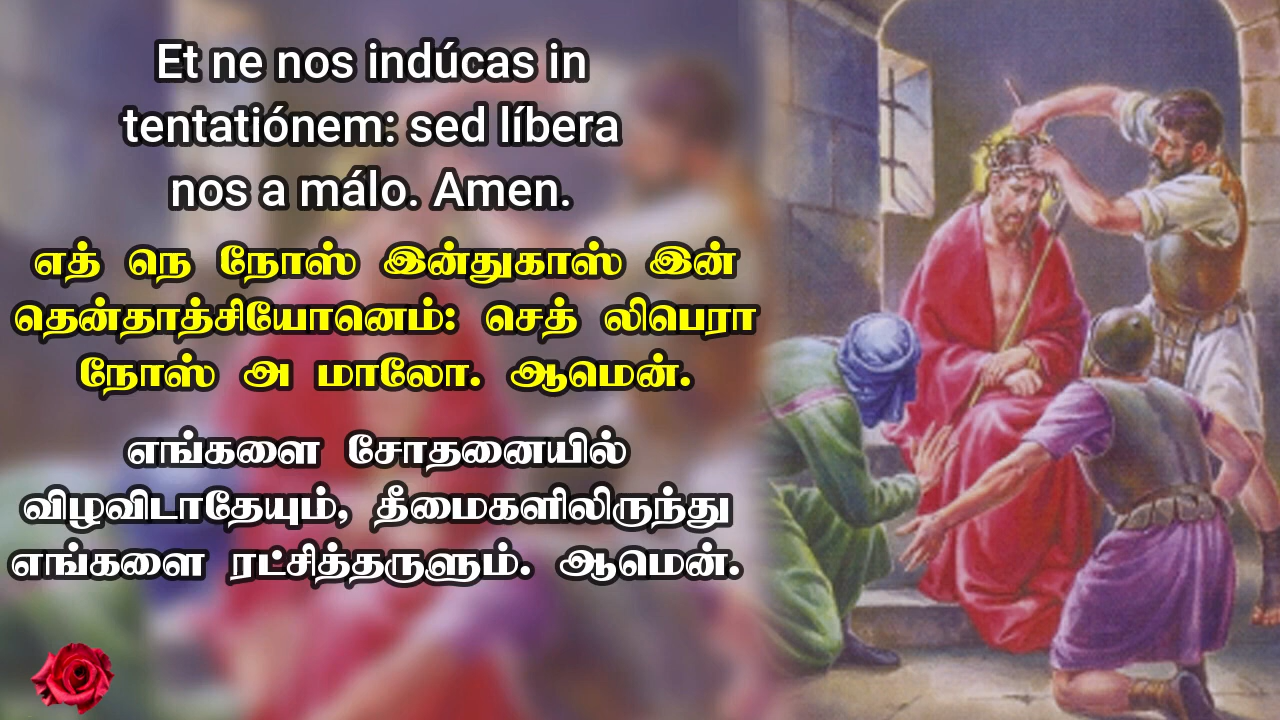 Et ne nos indúcas in
tentatiónem: sed líbera
nos a málo. Amen.
எத் நெ நோஸ் இன்துகாஸ் இன்
தென்தாத்சியோனெம்: செத் லிபெரா
நோஸ் அ மாலோ. ஆமென்.
எங்களை சோதனையில்
விழவிடாதேயும், தீமைகளிலிருந்து
எங்களை ரட்சித்தருளும். ஆமென்.